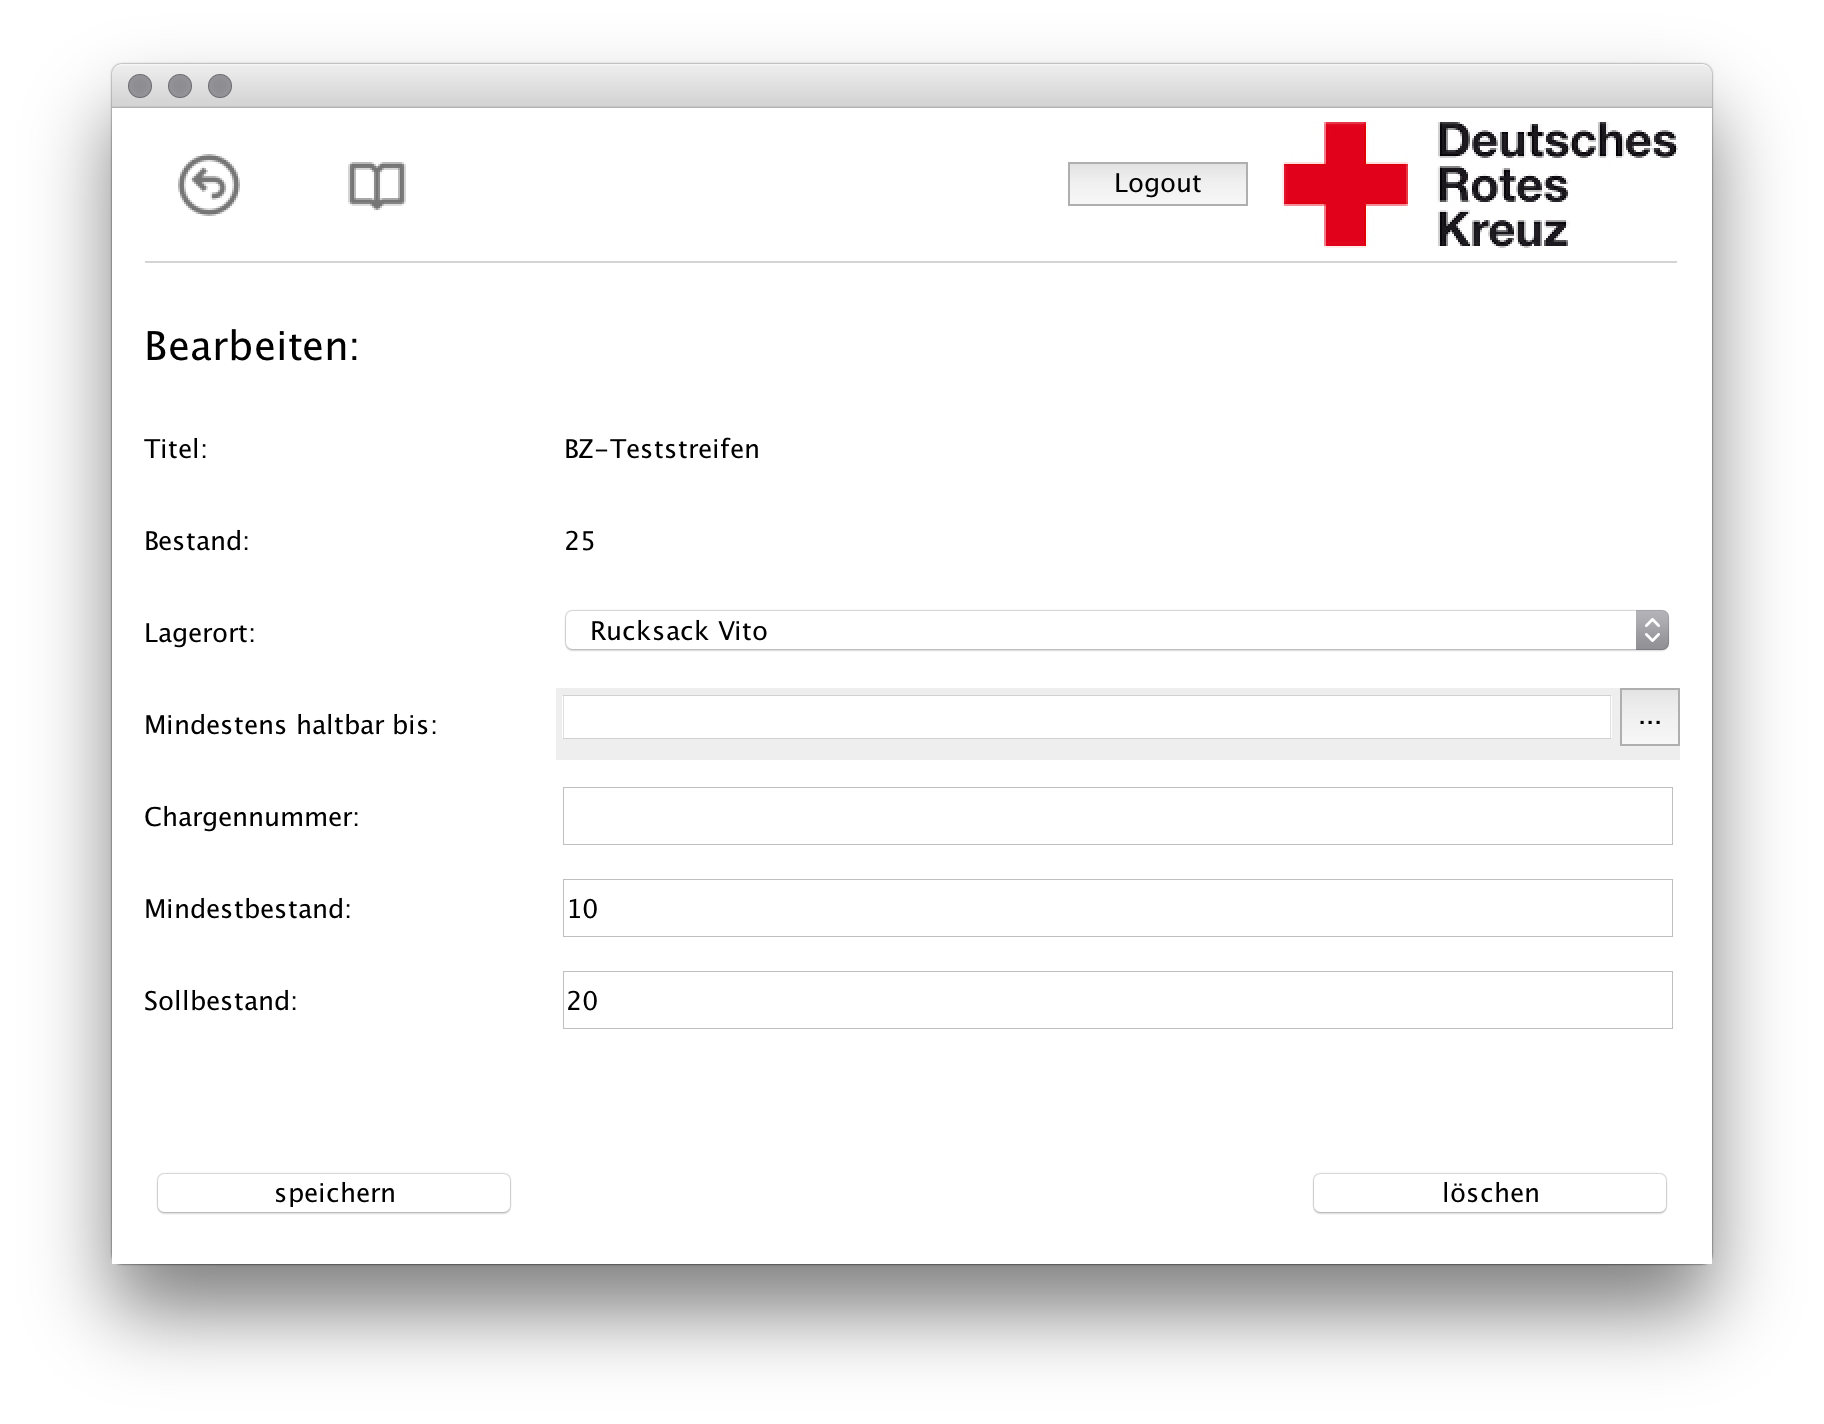 Logout
Deutsches
Rotes
Kreuz
Bearbeiten:
Titel: BZ-Teststreifen
Bestand: 25
Lagerort: Rucksack Vito
Mindestens haltbar bis: ...
Chargennummer:
Mindestbestand: 10
Sollbestand: 20
speichern löschen